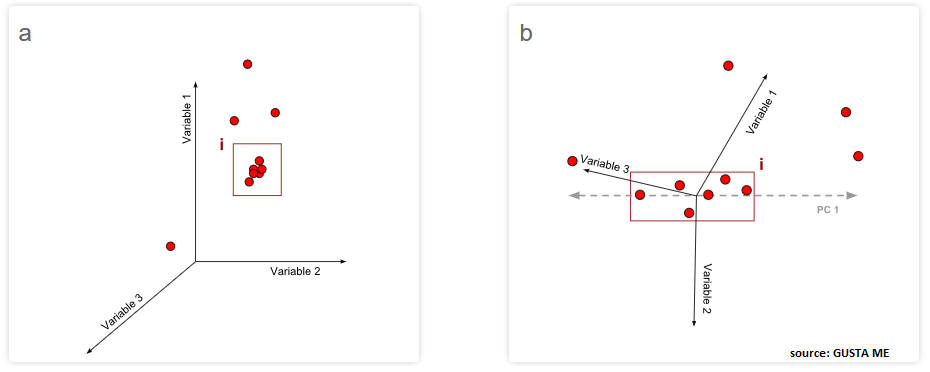 a
Variable 1
i
Variable 2
Variable 3
b
Variable 1
Variable 3
i
PC 1
Variable 2
source: GUSTA ME